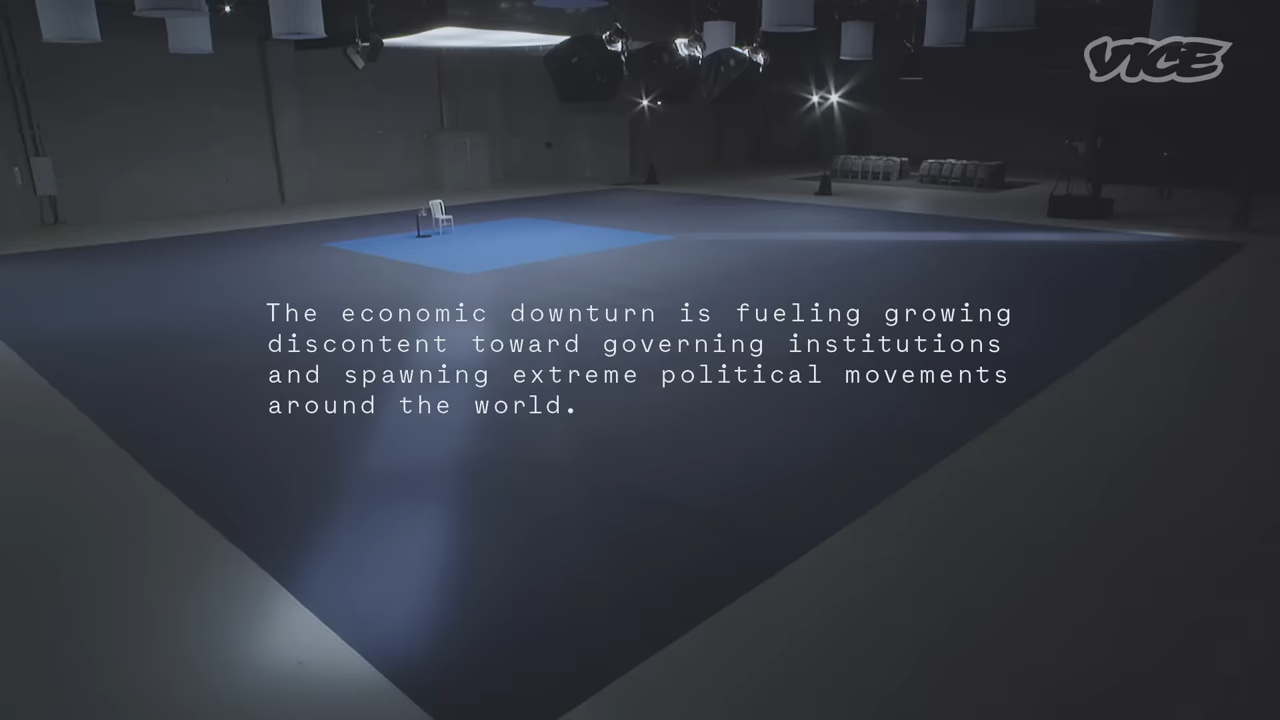 VICE
The economic downturn is fueling growing
discontent toward governing institutions
and spawning extreme political movements
around the world.